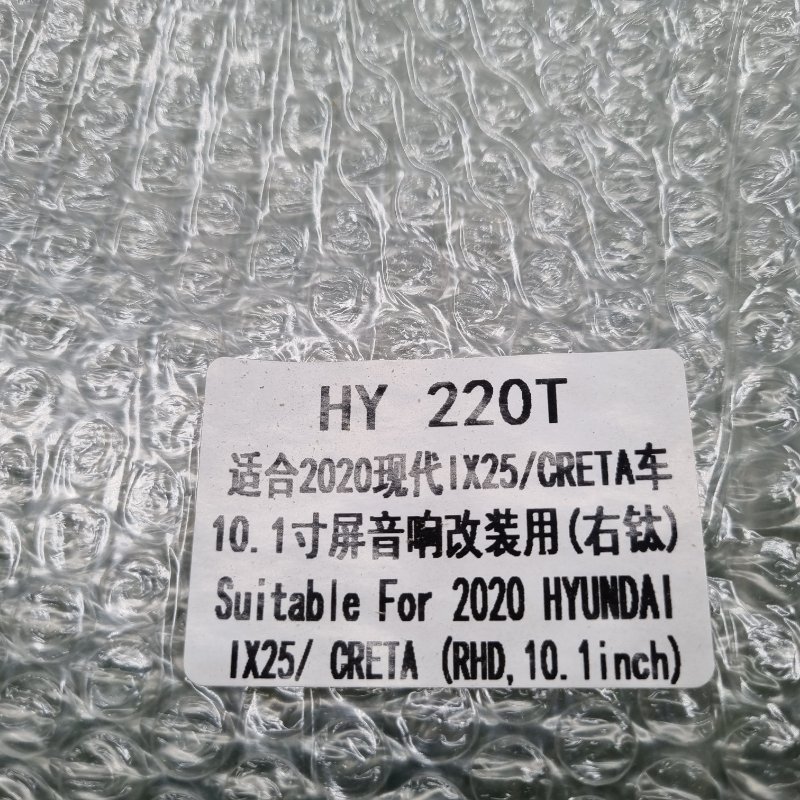 HY 220T
适合2020现代IX25/CRETA车
10.1寸屏音响改装用(右钛)
Suitable For 2020 HYUNDAI
IX25/ CRETA (RHD,10.1inch)